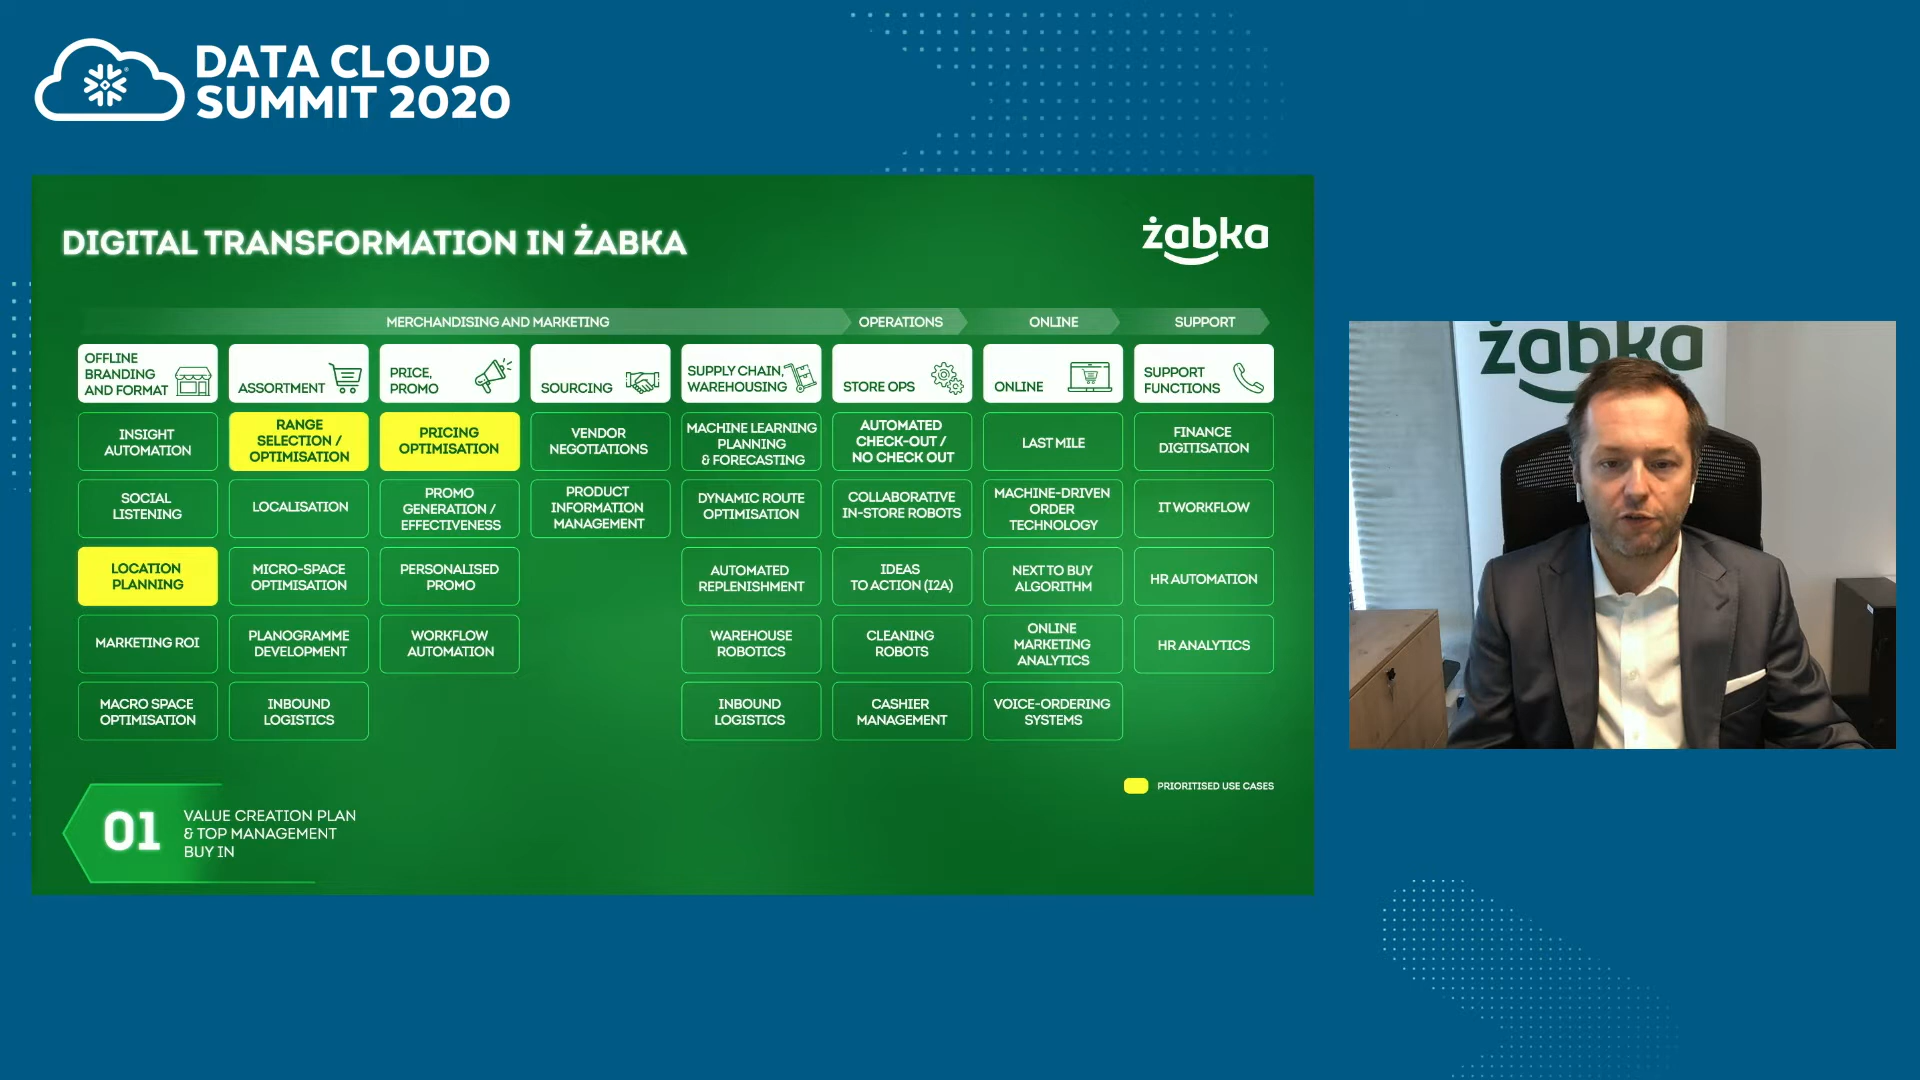 DATA CLOUD
SUMMIT 2020
DIGITAL TRANSFORMATION IN ŻABKA
żabka
MERCHANDISING AND MARKETING
OPERATIONS
ONLINE
SUPPORT
OFFLINE
BRANDING
AND FORMAT
ASSORTMENT
PRICE,
PROMO
SOURCING
SUPPLY CHAIN,
WAREHOUSING
STORE OPS
ONLINE
SUPPORT
FUNCTIONS
INSIGHT
AUTOMATION
RANGE
SELECTION /
OPTIMISATION
PRICING
OPTIMISATION
VENDOR
NEGOTIATIONS
MACHINE LEARNING
PLANNING
& FORECASTING
AUTOMATED
CHECK-OUT /
NO CHECK OUT
LAST MILE
FINANCE
DIGITISATION
SOCIAL
LISTENING
LOCALISATION
PROMO
GENERATION /
EFFECTIVENESS
PRODUCT
INFORMATION
MANAGEMENT
DYNAMIC ROUTE
OPTIMISATION
COLLABORATIVE
IN-STORE ROBOTS
MACHINE-DRIVEN
ORDER
TECHNOLOGY
IT WORKFLOW
LOCATION
PLANNING
MICRO-SPACE
OPTIMISATION
PERSONALISED
PROMO
AUTOMATED
REPLENISHMENT
IDEAS
TO ACTION (I2A)
NEXT TO BUY
ALGORITHM
HR AUTOMATION
MARKETING ROI
PLANOGRAMME
DEVELOPMENT
WORKFLOW
AUTOMATION
WAREHOUSE
ROBOTICS
CLEANING
ROBOTS
ONLINE
MARKETING
ANALYTICS
HR ANALYTICS
MACRO SPACE
OPTIMISATION
INBOUND
LOGISTICS
INBOUND
LOGISTICS
CASHIER
MANAGEMENT
VOICE-ORDERING
SYSTEMS
PRIORITISED USE CASES
01
VALUE CREATION PLAN
& TOP MANAGEMENT
BUY IN
żabka